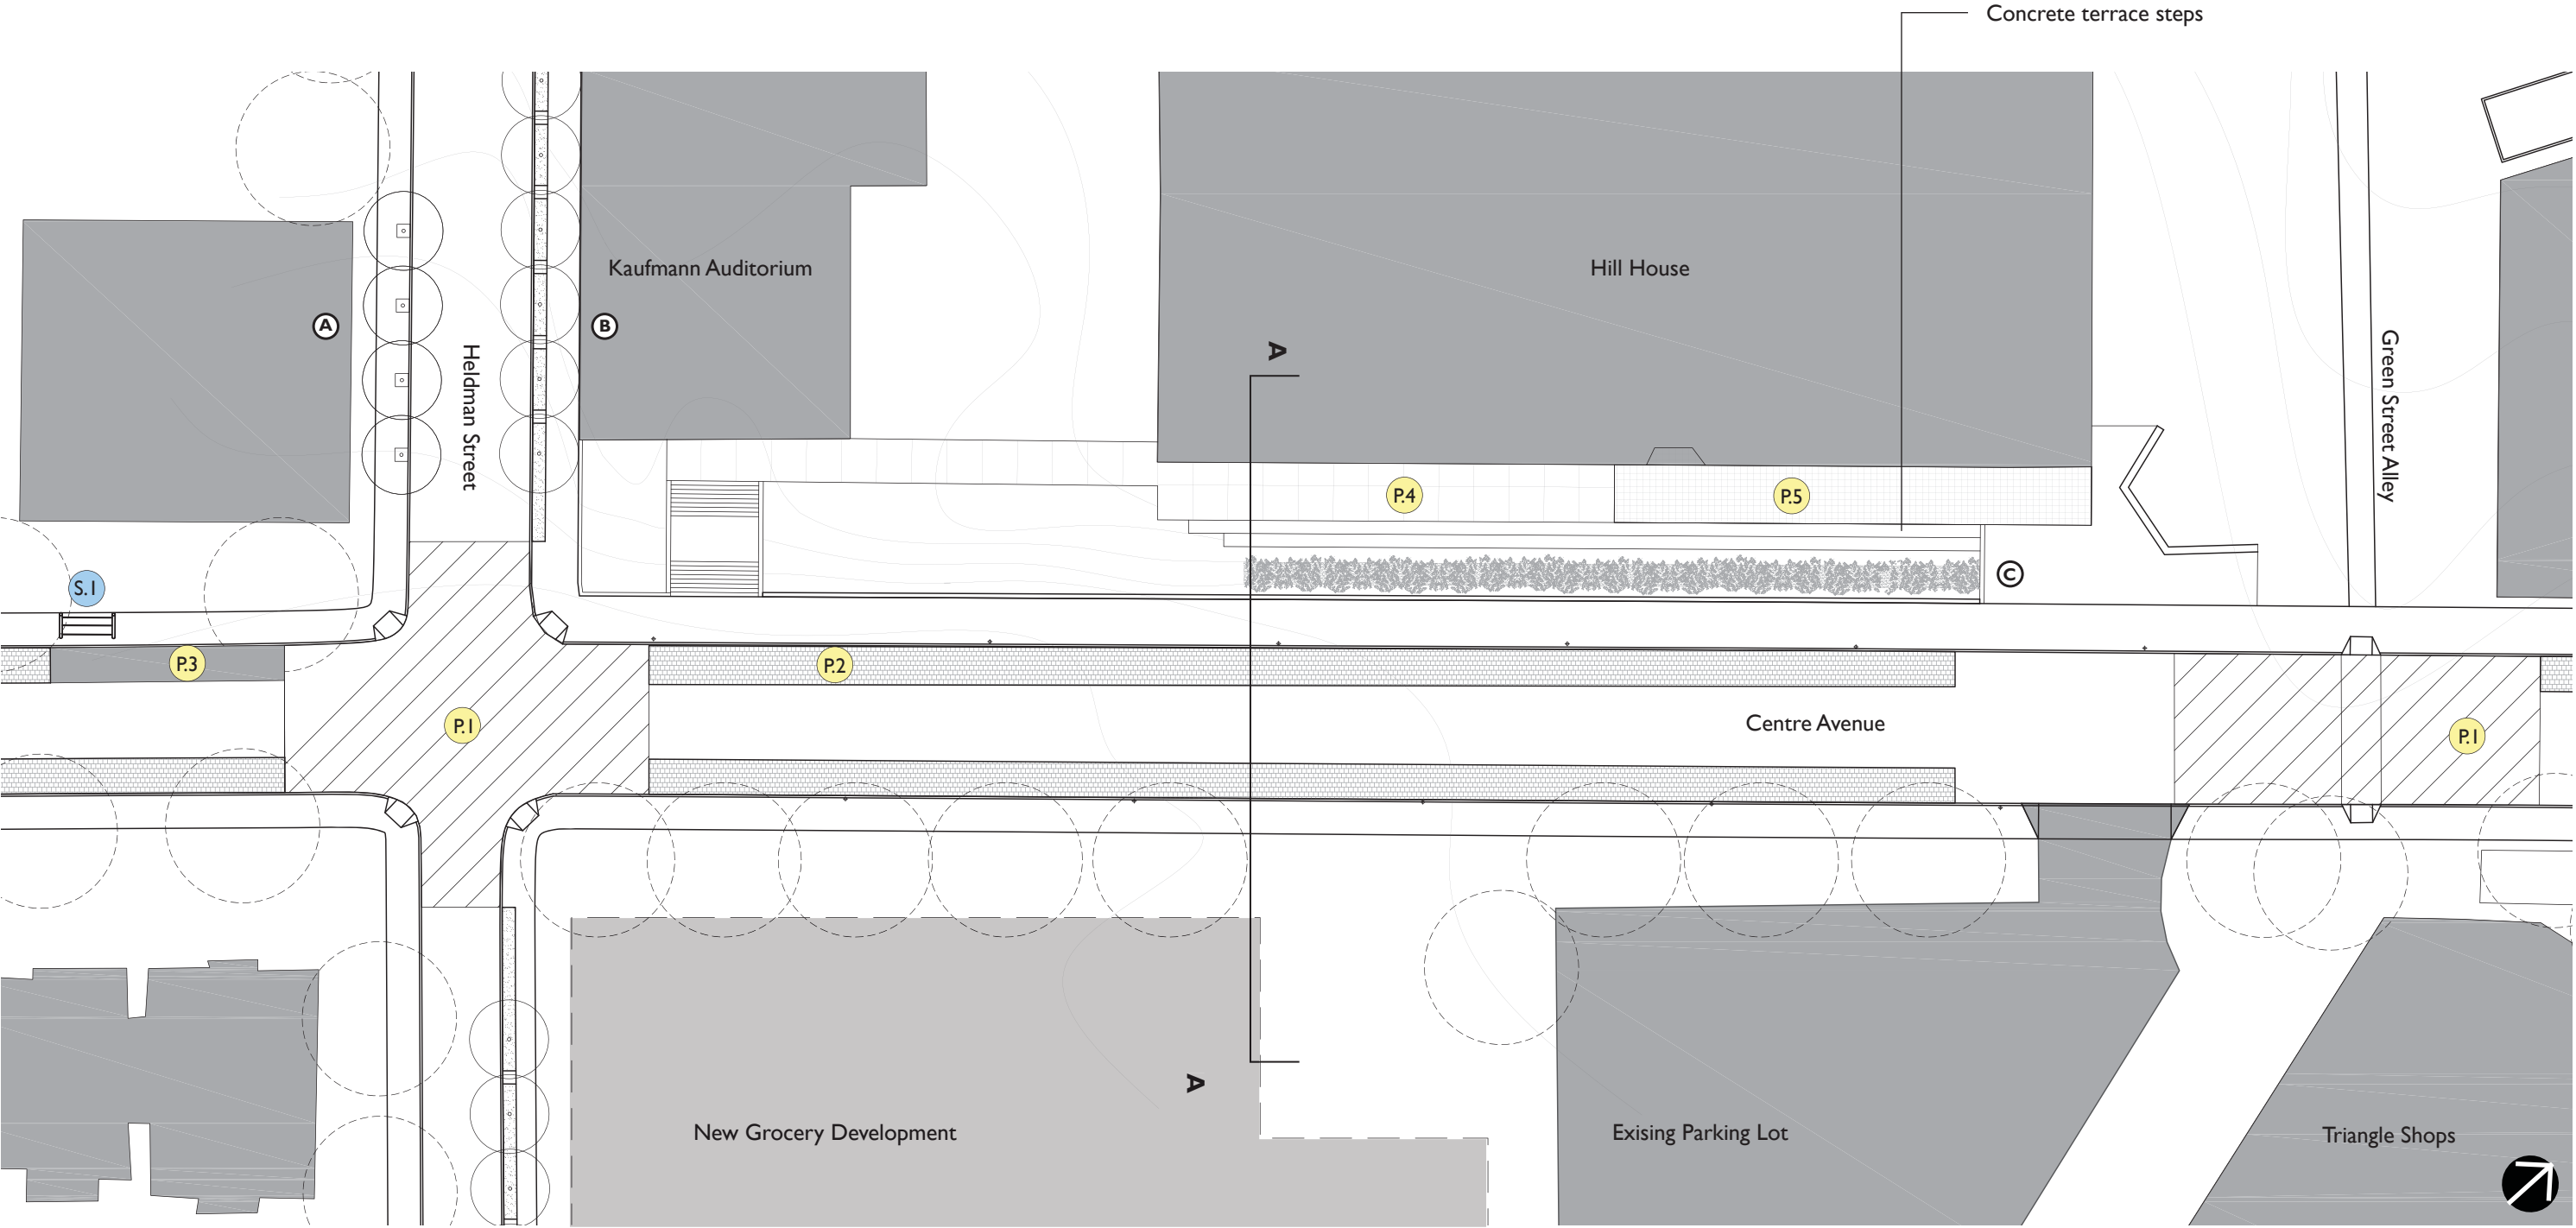 Concrete terrace steps
Kaufmann Auditorium
Hill House
A
B
A
Heldman Street
Green Street Alley
P.4
P.5
S.1
C
P.3
P.2
P.1
Centre Avenue
P.1
A
New Grocery Development
Exising Parking Lot
Triangle Shops